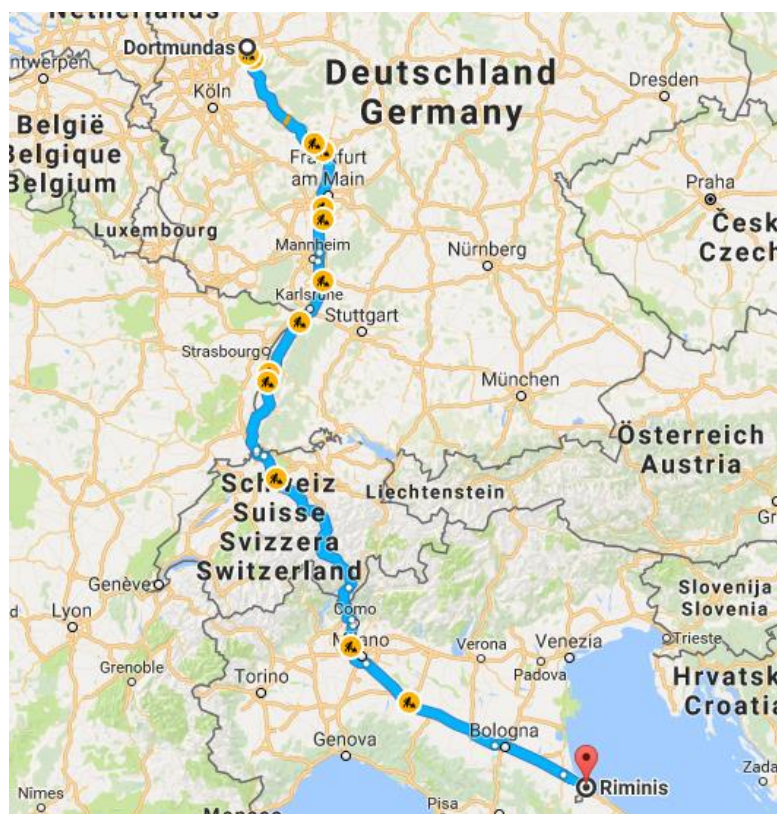 Netherlands
Dortmundas
Deutschland
Germany
Dresden
ntwerpen
Köln
België
Belgique
Belgium
Frankfurt
am Main
Praha
Česk
Czech
Luxembourg
Mannheim
Nürnberg
Karlsruhe
Stuttgart
Strasbourg
München
Österreich
Austria
Schweiz
Suisse
Svizzera
Switzerland
Liechtenstein
Gr
Genève
Como
Slovenija
Slovenia
Lyon
Milano
Verona
Venezia
Trieste
Grenoble
Torino
Padova
Hrvatsk
Croatia
Bologna
Genova
Riminis
Zada
Nîmes
Pisa